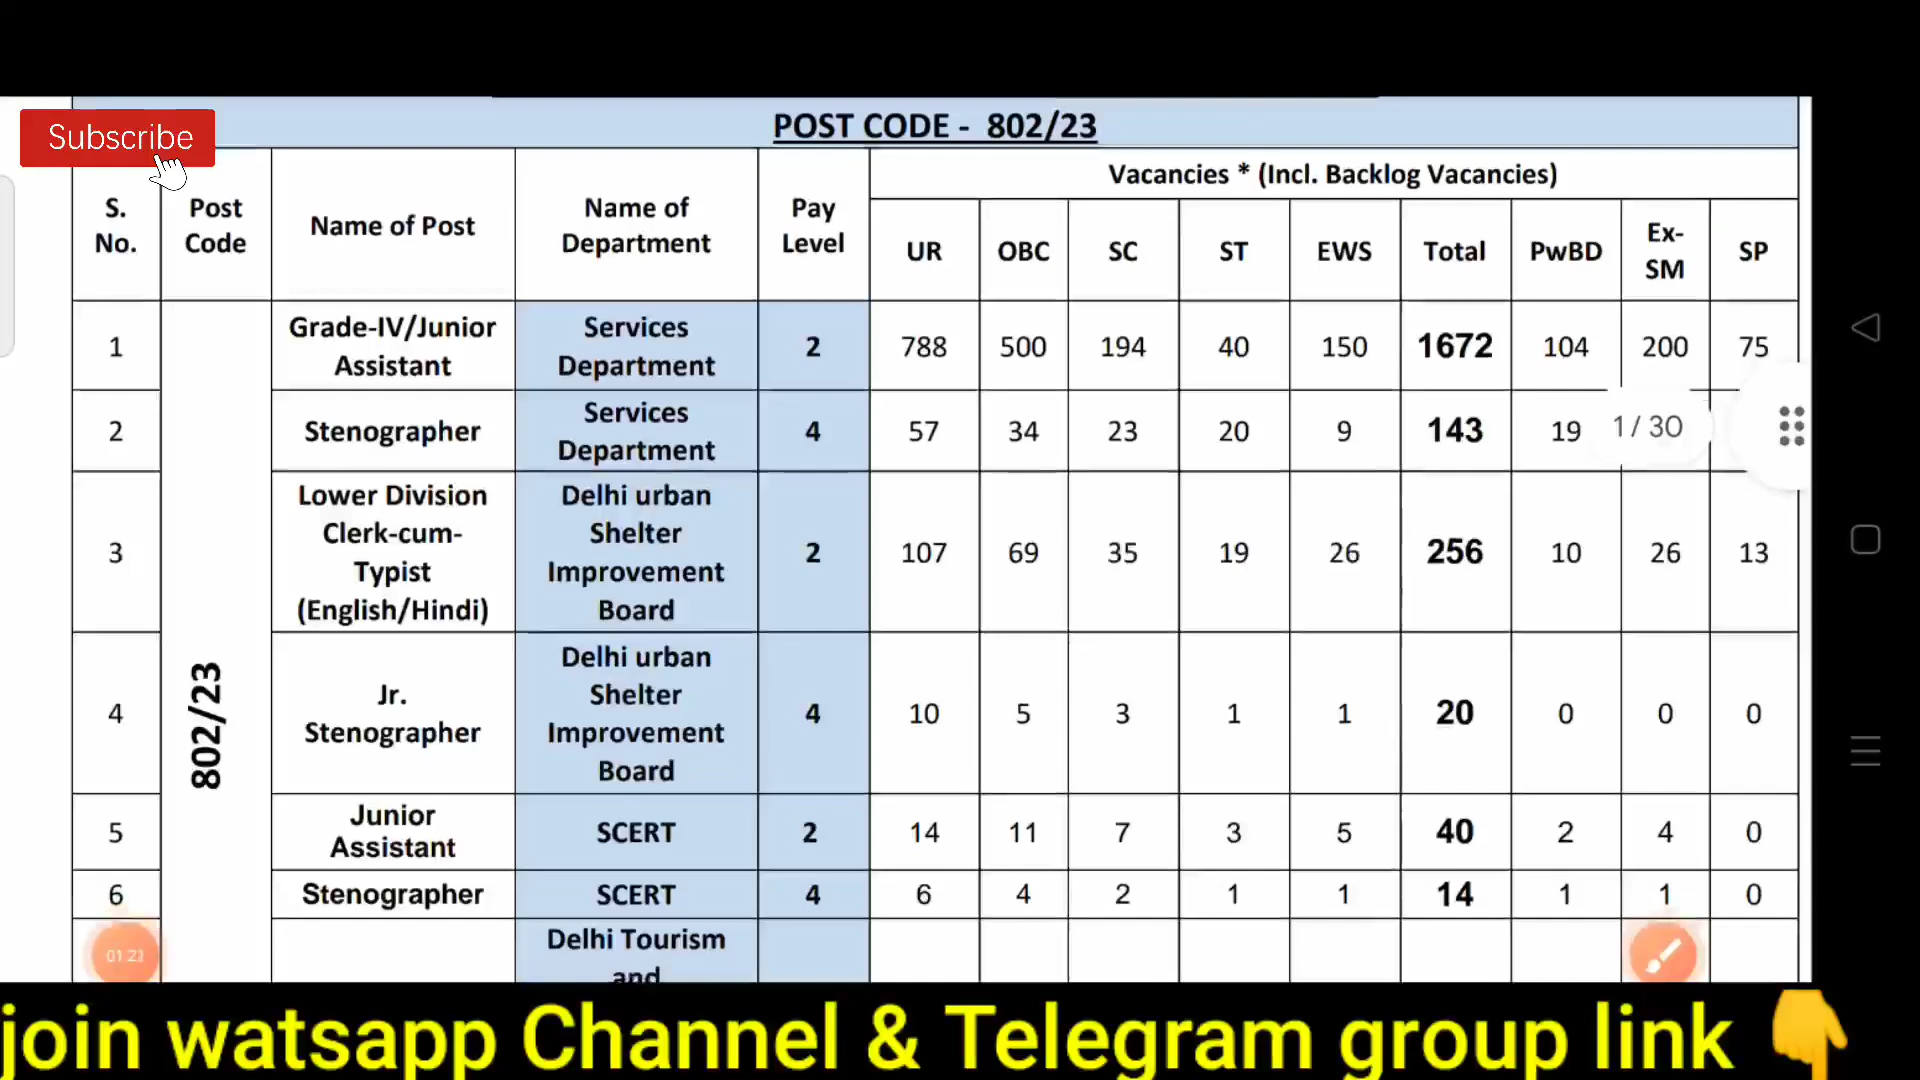 POST CODE - 802/23
Subscribe
Vacancies * (Incl. Backlog Vacancies)
S. No.
Post Code
Name of Post
Name of Department
Pay Level
UR
OBC
SC
ST
EWS
Total
PwBD
Ex-SM
SP
802/23
1
Grade-IV/Junior Assistant
Services Department
2
788
500
194
40
150
1672
104
200
75
2
Stenographer
Services Department
4
57
34
23
20
9
143
19
1 / 30
3
Lower Division Clerk-cum-Typist (English/Hindi)
Delhi urban Shelter Improvement Board
2
107
69
35
19
26
256
10
26
13
4
Jr. Stenographer
Delhi urban Shelter Improvement Board
4
10
5
3
1
1
20
0
0
0
5
Junior Assistant
SCERT
2
14
11
7
3
5
40
2
4
0
6
Stenographer
SCERT
4
6
4
2
1
1
14
1
1
0
Delhi Tourism and
01:23
join watsapp Channel & Telegram group link